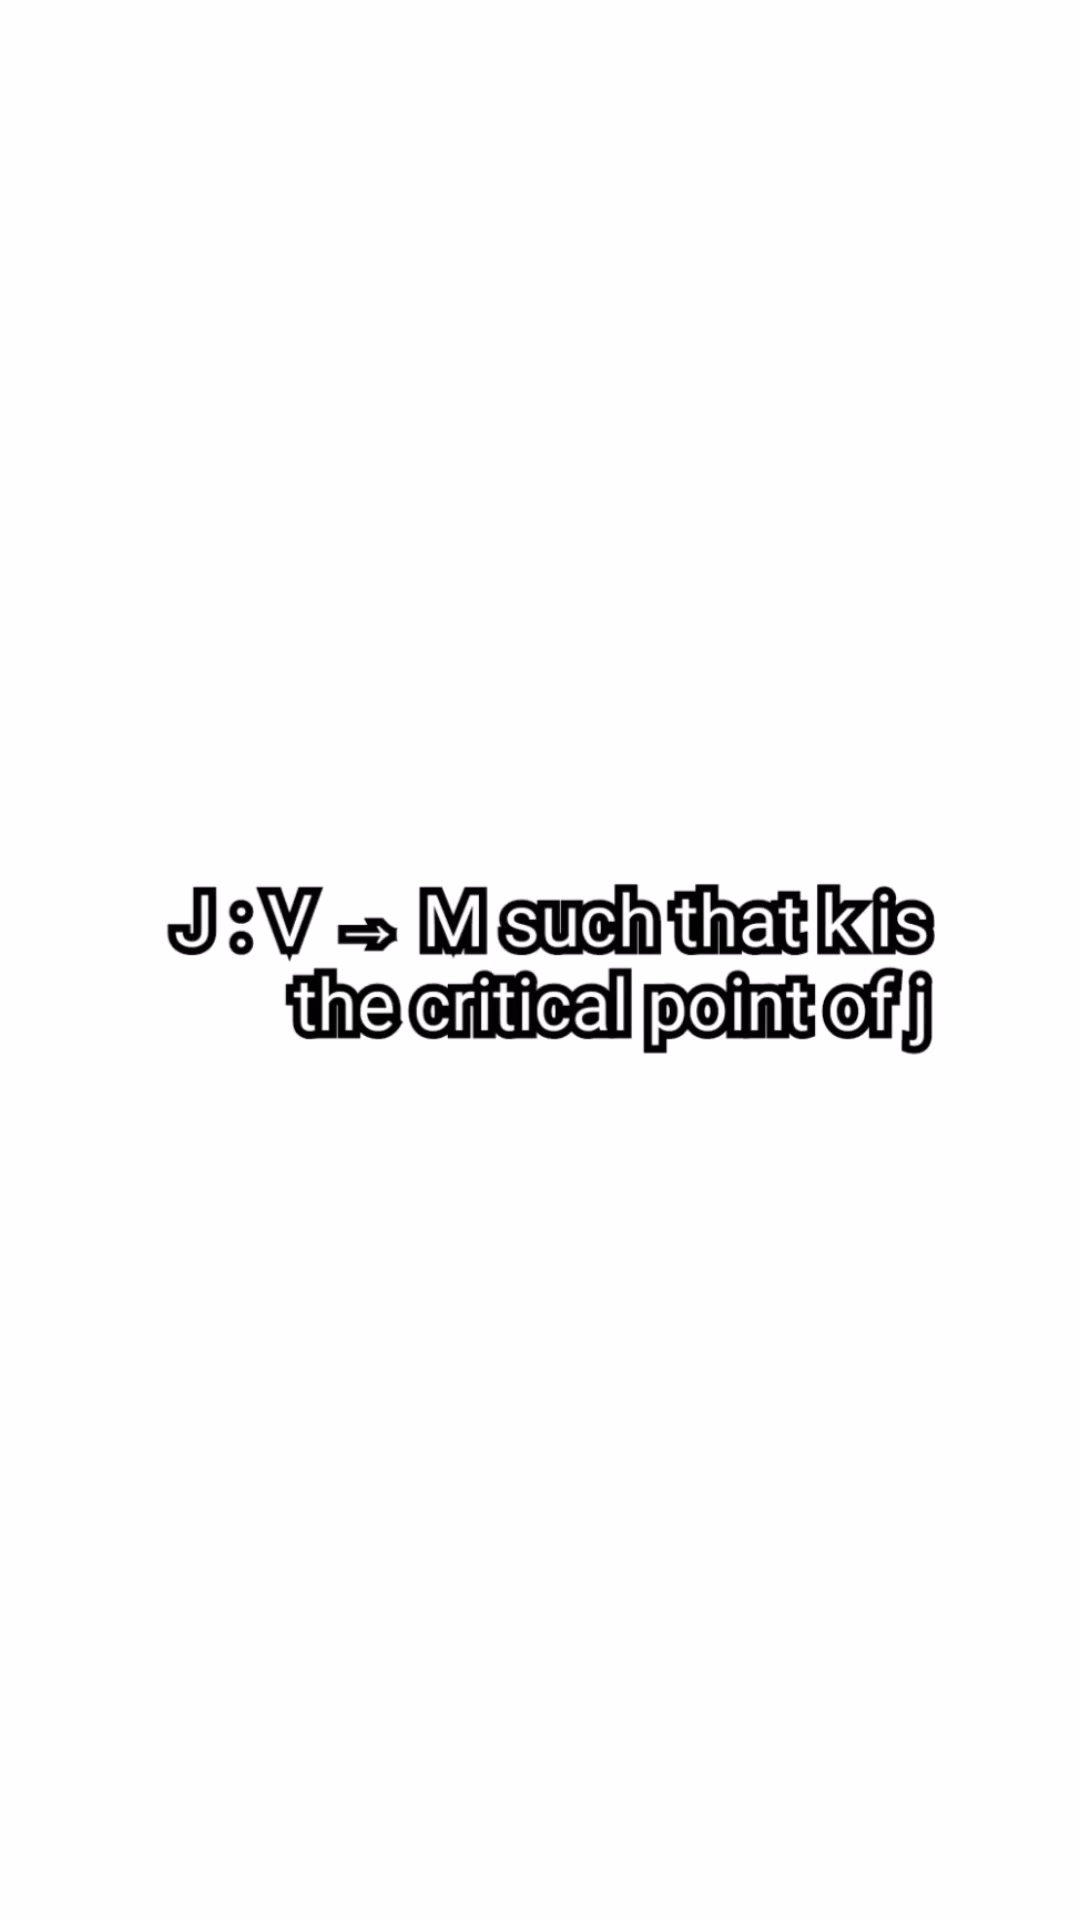 J : V → M such that k is
the critical point of j